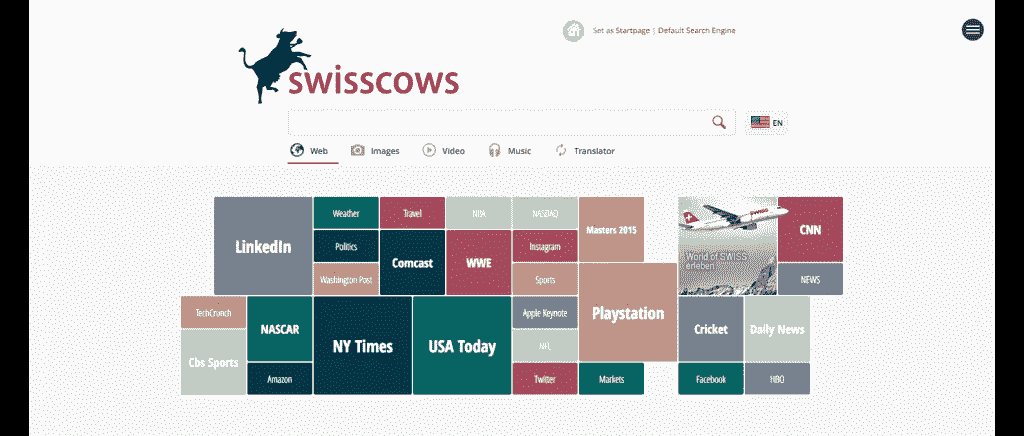 Set as Startpage | Default Search Engine
swisscows
EN
Web Images Video Music Translator
LinkedIn
Weather
Travel
NASDAQ
Masters 2015
swiss
World of SWISS
erleben
CNN
Politics
Comcast
WWE
Instagram
Washington Post
Sports
Playstation
NEWS
TechCrunch
NASCAR
NY Times
USA Today
Apple Keynote
Cricket
Daily News
Cbs Sports
NFL
Amazon
Twitter
Markets
Facebook
HBO